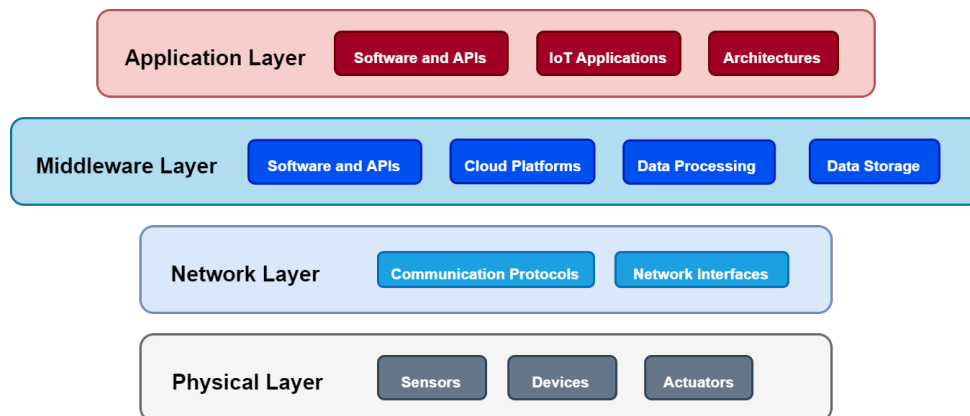 Application Layer
Software and APIs
IoT Applications
Architectures
Middleware Layer
Software and APIs
Cloud Platforms
Data Processing
Data Storage
Network Layer
Communication Protocols
Network Interfaces
Physical Layer
Sensors
Devices
Actuators